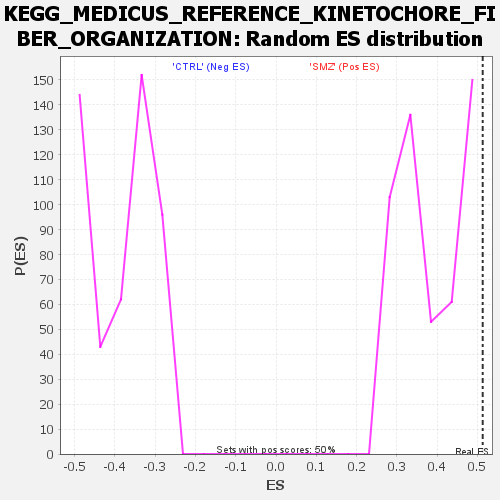 KEGG_MEDICUS_REFERENCE_KINETOCHORE_FI
BER_ORGANIZATION: Random ES distribution
'CTRL' (Neg ES) 'SMZ' (Pos ES)
150
140
130
120
110
100
90
80
70
60
50
40
30
20
10
0
P(ES)
Sets with pos scores: 50%
Real ES
-0.5 -0.4 -0.3 -0.2 -0.1 0.0 0.1 0.2 0.3 0.4 0.5
ES